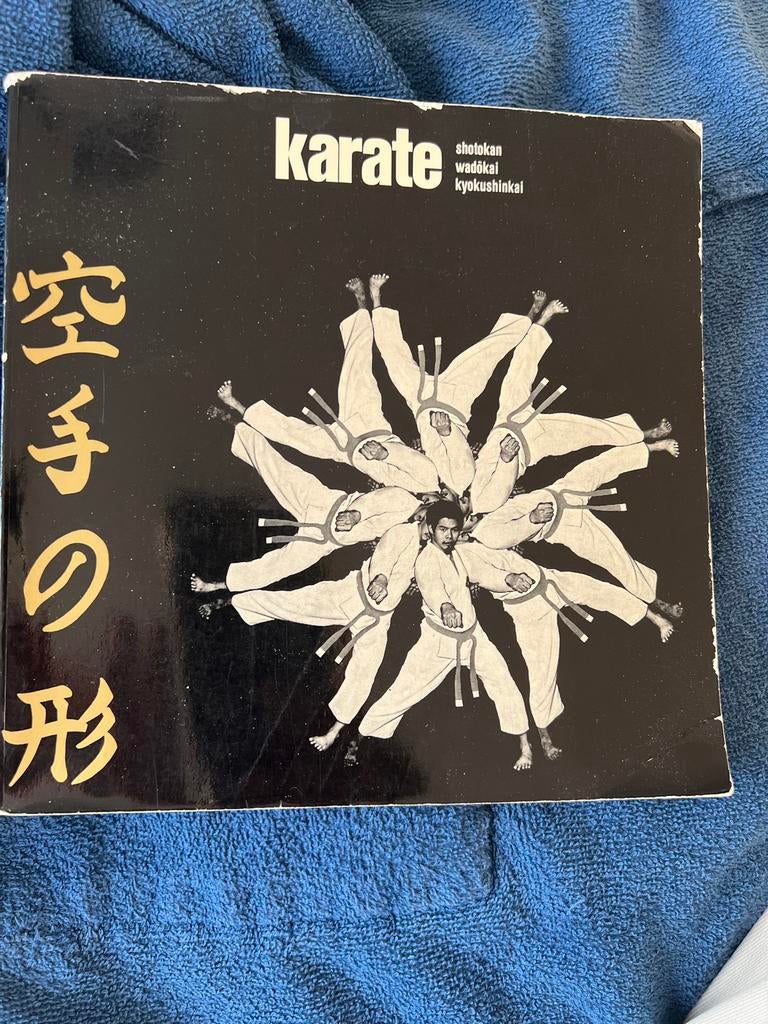 karate
shotokan
wadōkai
kyokushinkai
空手の形